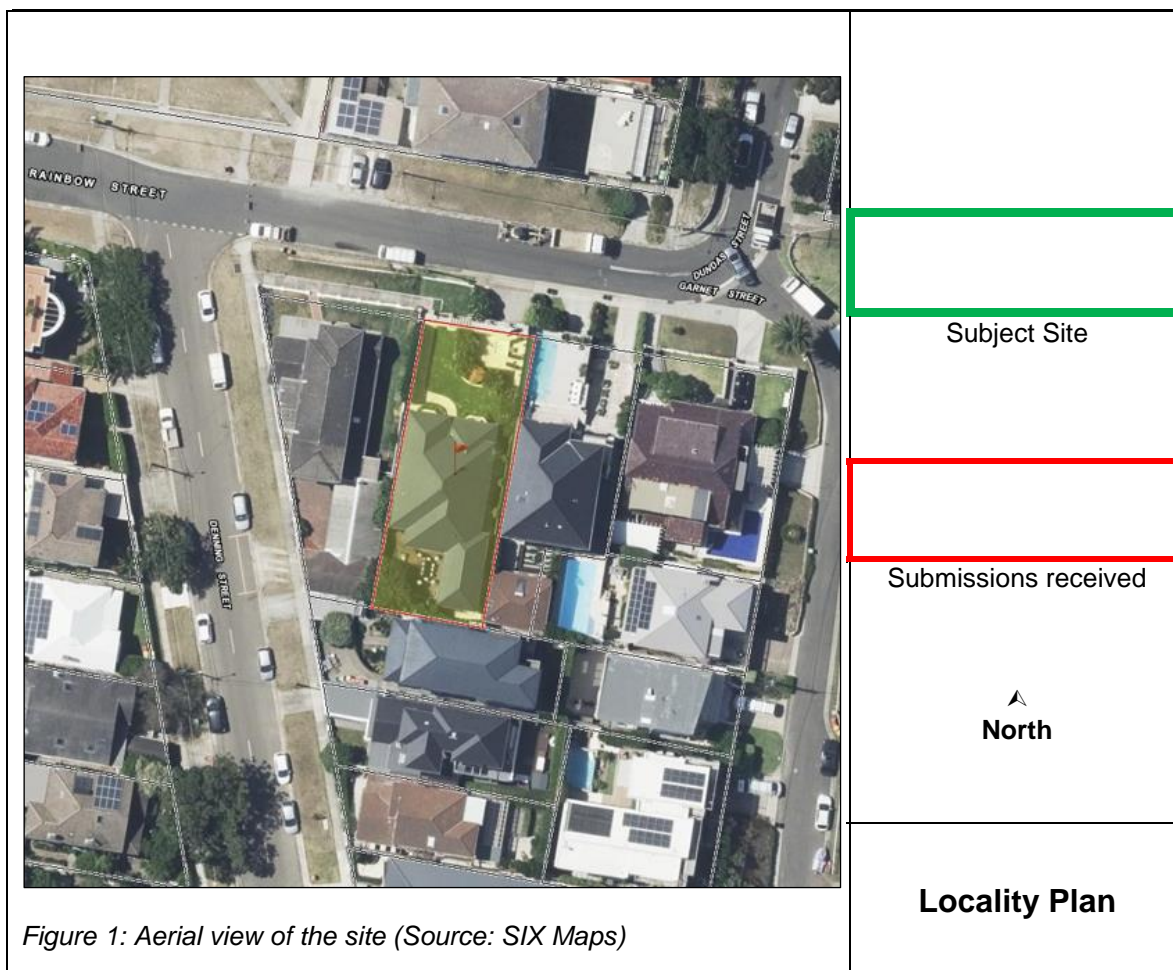 RAINBOW STREET
DUNDAS STREET
GARNET STREET
DENNING STREET
Subject Site
Submissions received
North
Locality Plan
Figure 1: Aerial view of the site (Source: SIX Maps)